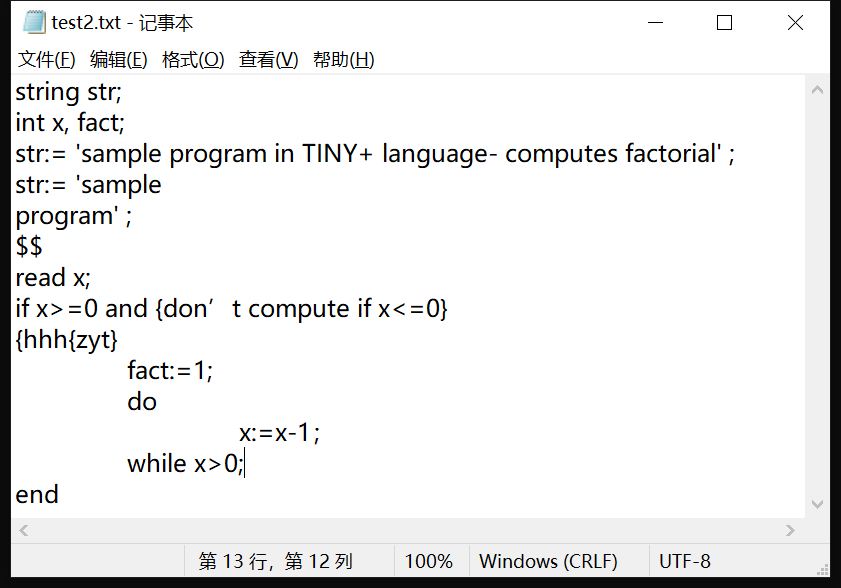 test2.txt - 记事本
文件(F) 编辑(E) 格式(O) 查看(V) 帮助(H)
string str;
int x, fact;
str:= 'sample program in TINY+ language- computes factorial' ;
str:= 'sample
program' ;
$$
read x;
if x>=0 and {don’t compute if x<=0}
{hhh{zyt}
fact:=1;
do
x:=x-1;
while x>0;
end
第 13 行，第 12 列 100% Windows (CRLF) UTF-8